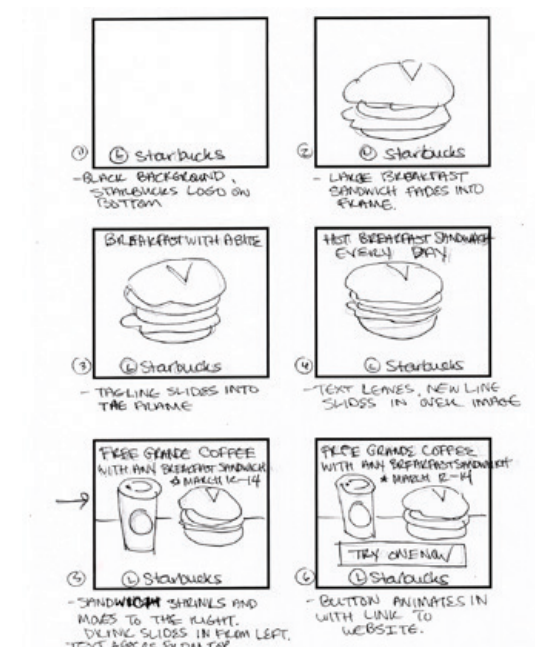 1 L Starbucks
- BLACK BACKGROUND,
STARBUCKS LOGO ON
BOTTOM
2 L Starbucks
- LARGE BREAKFAST
SANDWICH FADES INTO
FRAME.
BREAKFAST WITH A BITE
3 L Starbucks
- TAGLINE SLIDES INTO
THE FRAME
HOT BREAKFAST SANDWICH
EVERY DAY
4 L Starbucks
- TEXT LEAVES, NEW LINE
SLIDES IN OVER IMAGE
FREE GRANDE COFFEE
WITH ANY BREAKFAST SANDWICH
MARCH 12-14
5 L Starbucks
- SANDWICH SHRINKS AND
MOVES TO THE RIGHT.
DRINK SLIDES IN FROM LEFT.
TEXT FROM TOP
FREE GRANDE COFFEE
WITH ANY BREAKFAST SANDWICH
* MARCH 12-14
TRY ONE NOW
6 L Starbucks
- BUTTON ANIMATES IN
WITH LINK TO
WEBSITE.